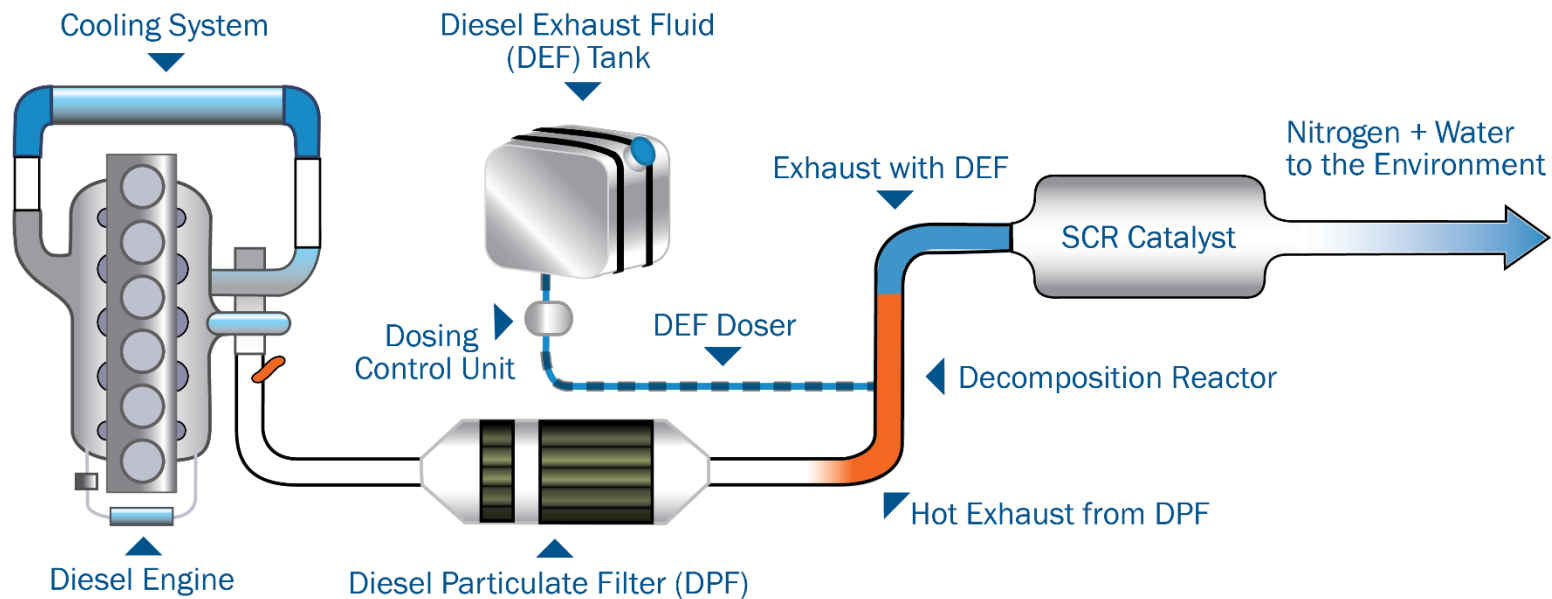 Cooling System
Diesel Exhaust Fluid
(DEF) Tank
Nitrogen + Water
to the Environment
Exhaust with DEF
SCR Catalyst
Dosing
Control Unit
DEF Doser
Decomposition Reactor
Hot Exhaust from DPF
Diesel Engine
Diesel Particulate Filter (DPF)